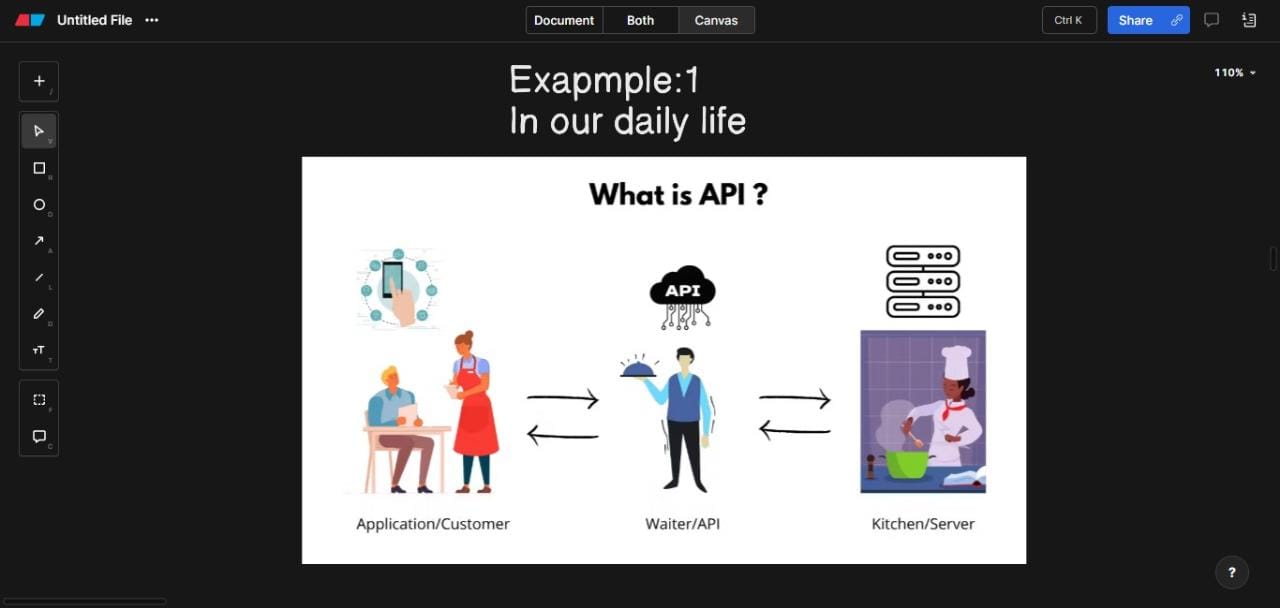 Untitled File
Document
Both
Canvas
Ctrl K
Share
110%
/
V
R
O
A
L
D
T
F
C
Exapmple:1
In our daily life
What is API ?
API
Application/Customer
Waiter/API
Kitchen/Server
?